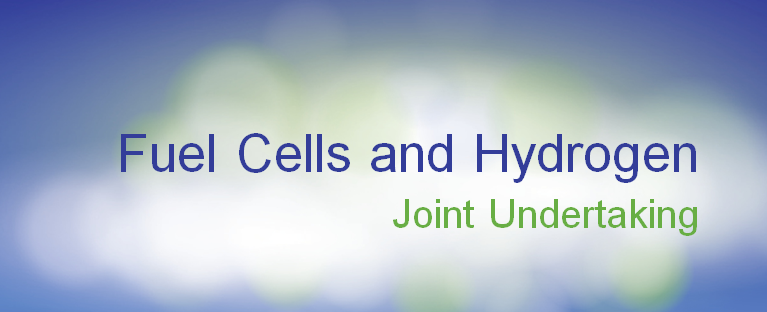 Fuel Cells and Hydrogen
Joint Undertaking